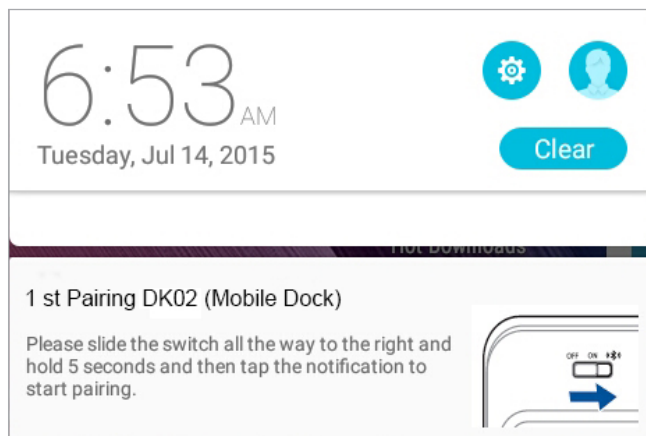 6:53 AM
Tuesday, Jul 14, 2015
Clear
Hot Downloads
1 st Pairing DK02 (Mobile Dock)
Please slide the switch all the way to the right and
hold 5 seconds and then tap the notification to
start pairing.
OFF ON